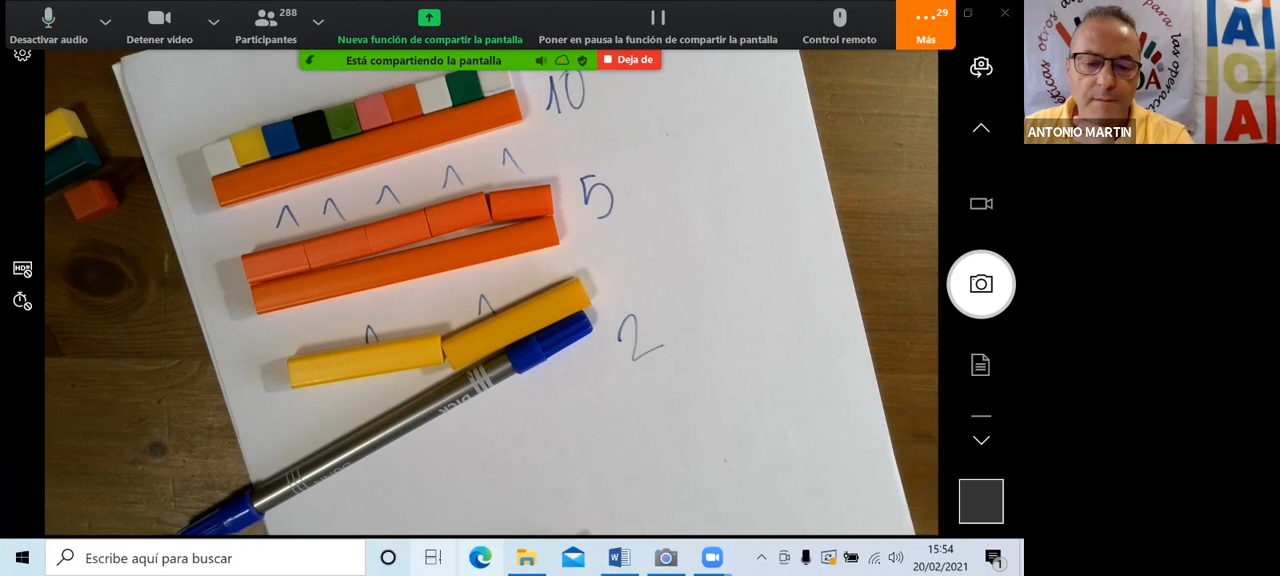 288
29
Desactivar audio
Detener video
Participantes
Nueva función de compartir la pantalla
Poner en pausa la función de compartir la pantalla
Control remoto
Más
Está compartiendo la pantalla
Deja de
ANTONIO MARTIN
10
5
2
HDR
Escribe aquí para buscar
15:54
20/02/2021
1